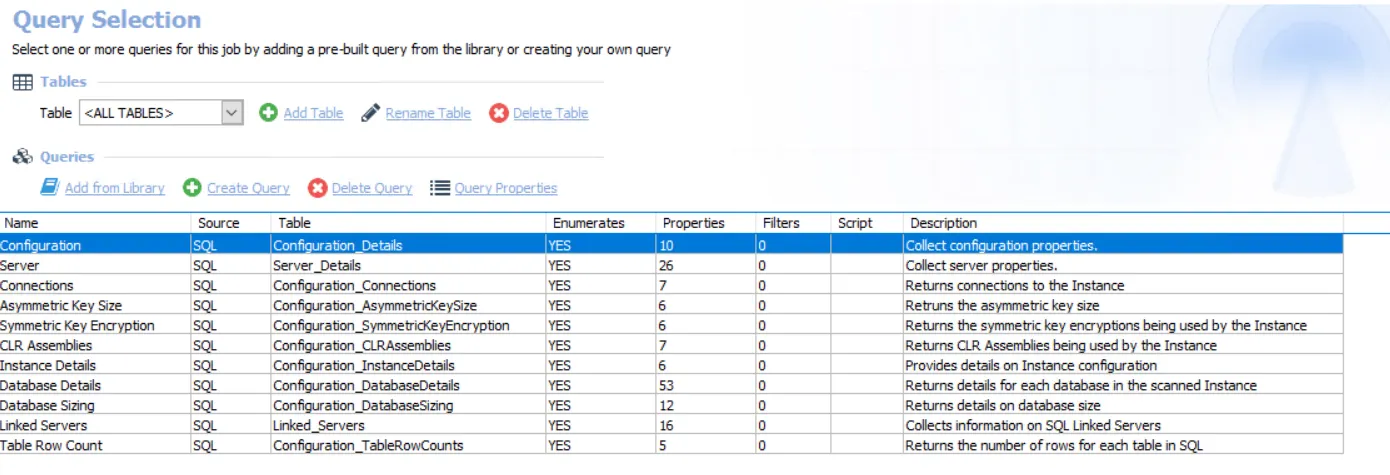 Query Selection
Select one or more queries for this job by adding a pre-built query from the library or creating your own query
Tables
Table <ALL TABLES> Add Table Rename Table Delete Table
Queries
Add from Library Create Query Delete Query Query Properties
Name Source Table Enumerates Properties Filters Script Description
Configuration SQL Configuration_Details YES 10 0 Collect configuration properties.
Server SQL Server_Details YES 26 0 Collect server properties.
Connections SQL Configuration_Connections YES 7 0 Returns connections to the Instance
Asymmetric Key Size SQL Configuration_AsymmetricKeySize YES 6 0 Retruns the asymmetric key size
Symmetric Key Encryption SQL Configuration_SymmetricKeyEncryption YES 6 0 Returns the symmetric key encryptions being used by the Instance
CLR Assemblies SQL Configuration_CLRAssemblies YES 7 0 Returns CLR Assemblies being used by the Instance
Instance Details SQL Configuration_InstanceDetails YES 6 0 Provides details on Instance configuration
Database Details SQL Configuration_DatabaseDetails YES 53 0 Returns details for each database in the scanned Instance
Database Sizing SQL Configuration_DatabaseSizing YES 12 0 Returns details on database size
Linked Servers SQL Linked_Servers YES 16 0 Collects information on SQL Linked Servers
Table Row Count SQL Configuration_TableRowCounts YES 5 0 Returns the number of rows for each table in SQL